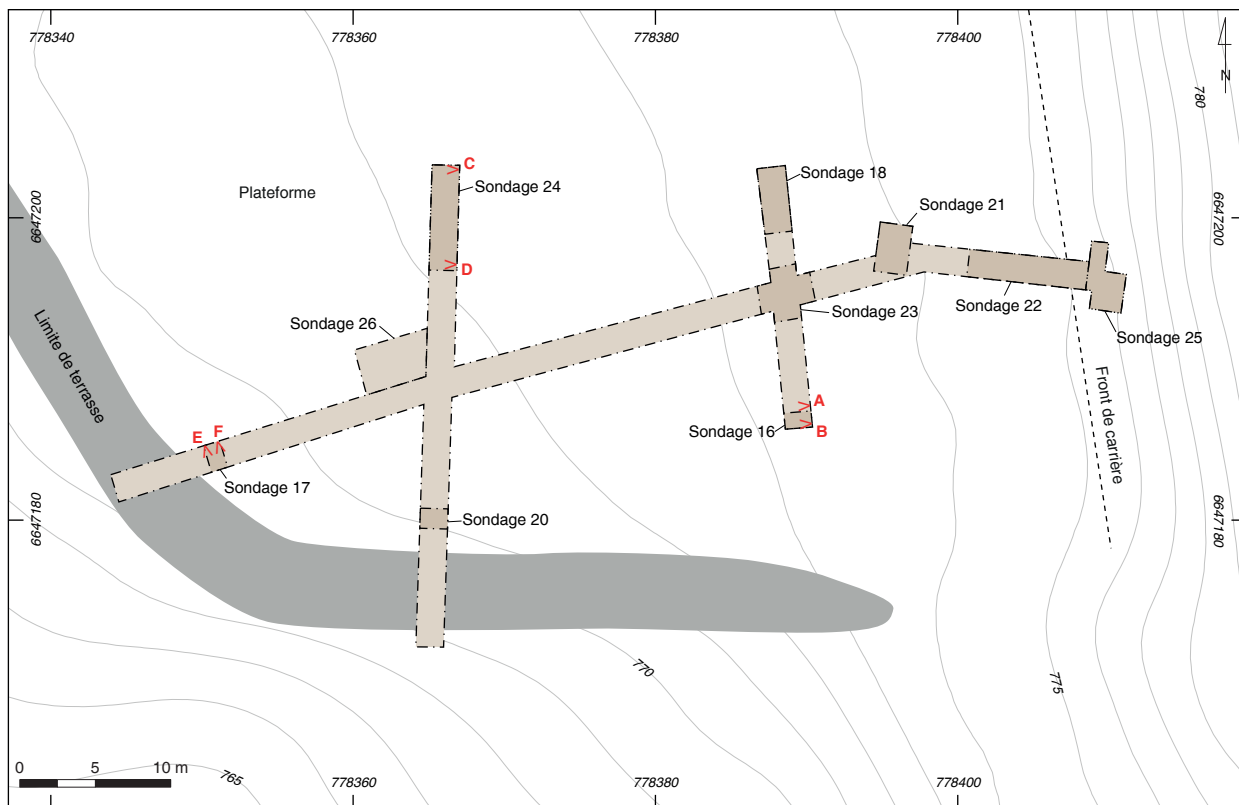 778340
778360
778380
778400
N
780
C
Sondage 24
Sondage 18
Plateforme
Sondage 21
6647200
6647200
D
Sondage 26
Sondage 23
Sondage 22
Sondage 25
Limite de terrasse
Front de carrière
A
Sondage 16
B
E
F
Sondage 17
Sondage 20
6647180
6647180
770
775
765
0
5
10 m
778360
778380
778400